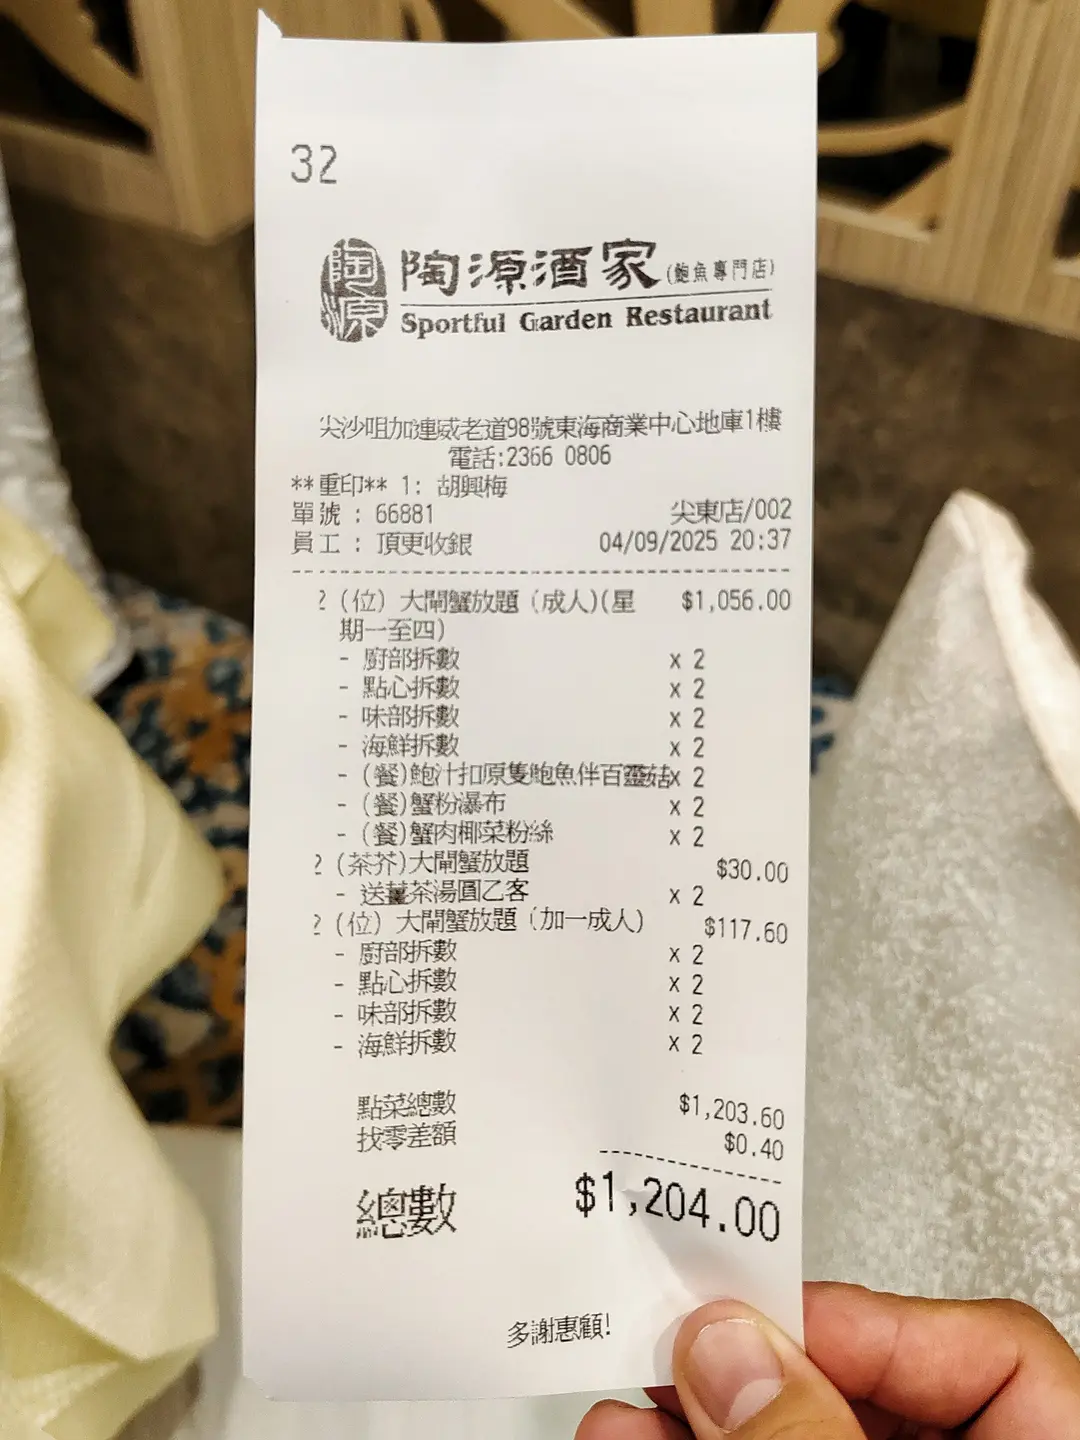 32
陶源
陶源酒家(鮑魚專門店)
Sportful Garden Restaurant
尖沙咀加連威老道98號東海商業中心地庫1樓
電話:2366 0806
**重印** 1: 胡興梅
單號 : 66881 尖東店/002
員工 : 頂更收銀 04/09/2025 20:37
2 (位) 大閘蟹放題 (成人)(星 $1,056.00
期一至四)
- 廚部拆數 x 2
- 點心拆數 x 2
- 味部拆數 x 2
- 海鮮拆數 x 2
- (餐)鮑汁扣原隻鮑魚伴百靈菇x 2
- (餐)蟹粉瀑布 x 2
- (餐)蟹肉椰菜粉絲 x 2
2 (茶芥)大閘蟹放題 $30.00
- 送薑茶湯圓乙客 x 2
2 (位) 大閘蟹放題 (加一成人) $117.60
- 廚部拆數 x 2
- 點心拆數 x 2
- 味部拆數 x 2
- 海鮮拆數 x 2
點菜總數 $1,203.60
找零差額 $0.40
總數 $1,204.00
多謝惠顧!